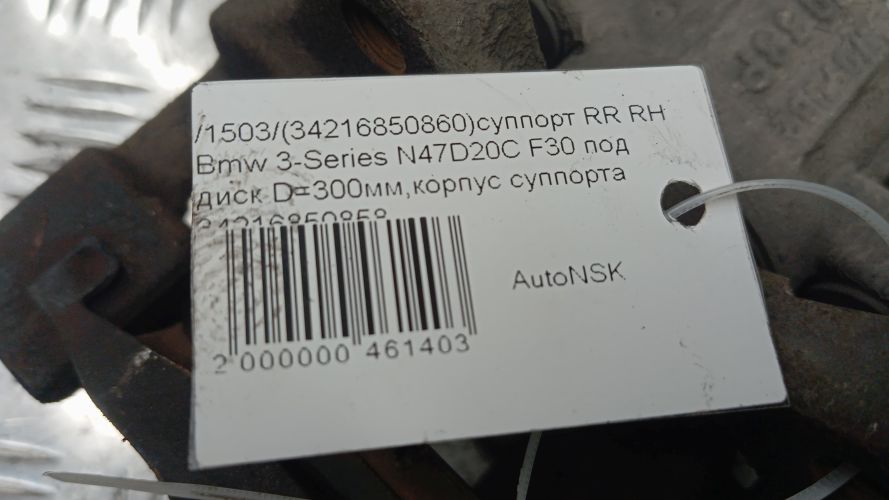 /1503/(34216850860)суппорт RR RH
Bmw 3-Series N47D20C F30 под
диск D=300мм,корпус суппорта
34216850858
AutoNSK
2 000000 461403